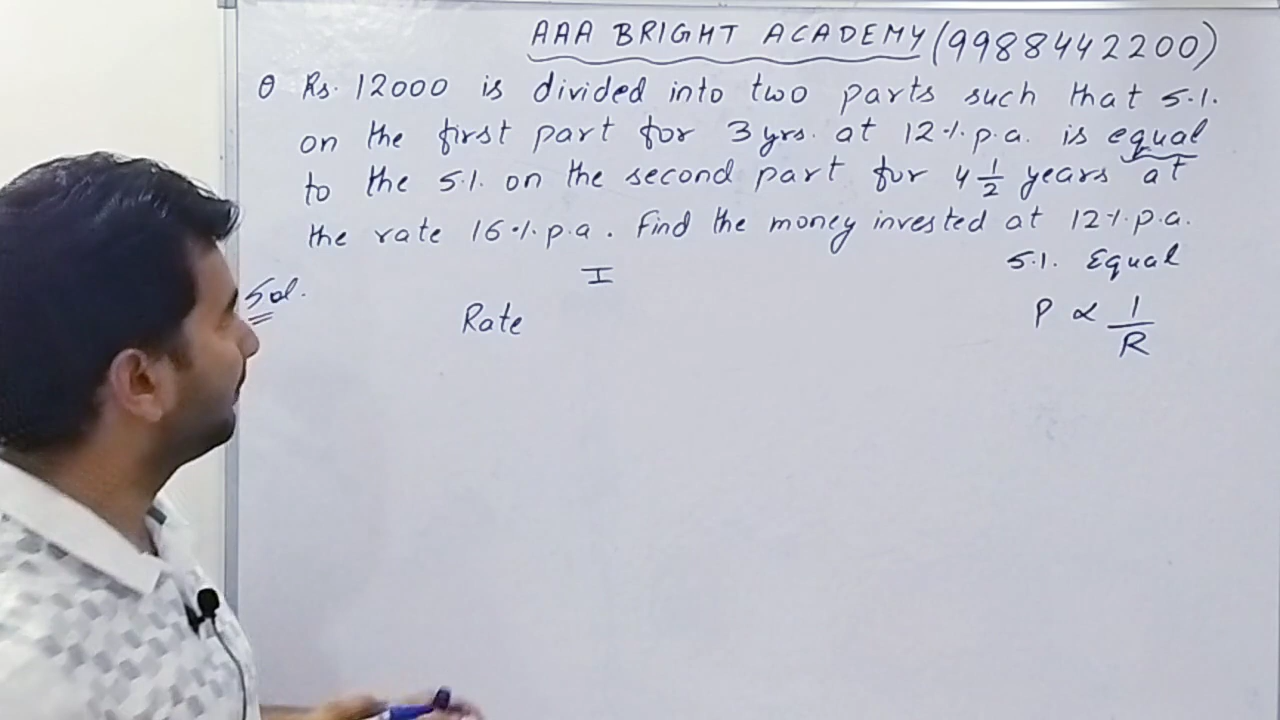 AAA BRIGHT ACADEMY (9988442200)
Q Rs. 12000 is divided into two parts such that S.I.
on the first part for 3 yrs. at 12% p.a. is equal
to the S.I. on the second part for 4 1/2 years at
the rate 16% p.a. Find the money invested at 12% p.a.
S.I. Equal
Sol.
I
Rate
P ∝ 1/R